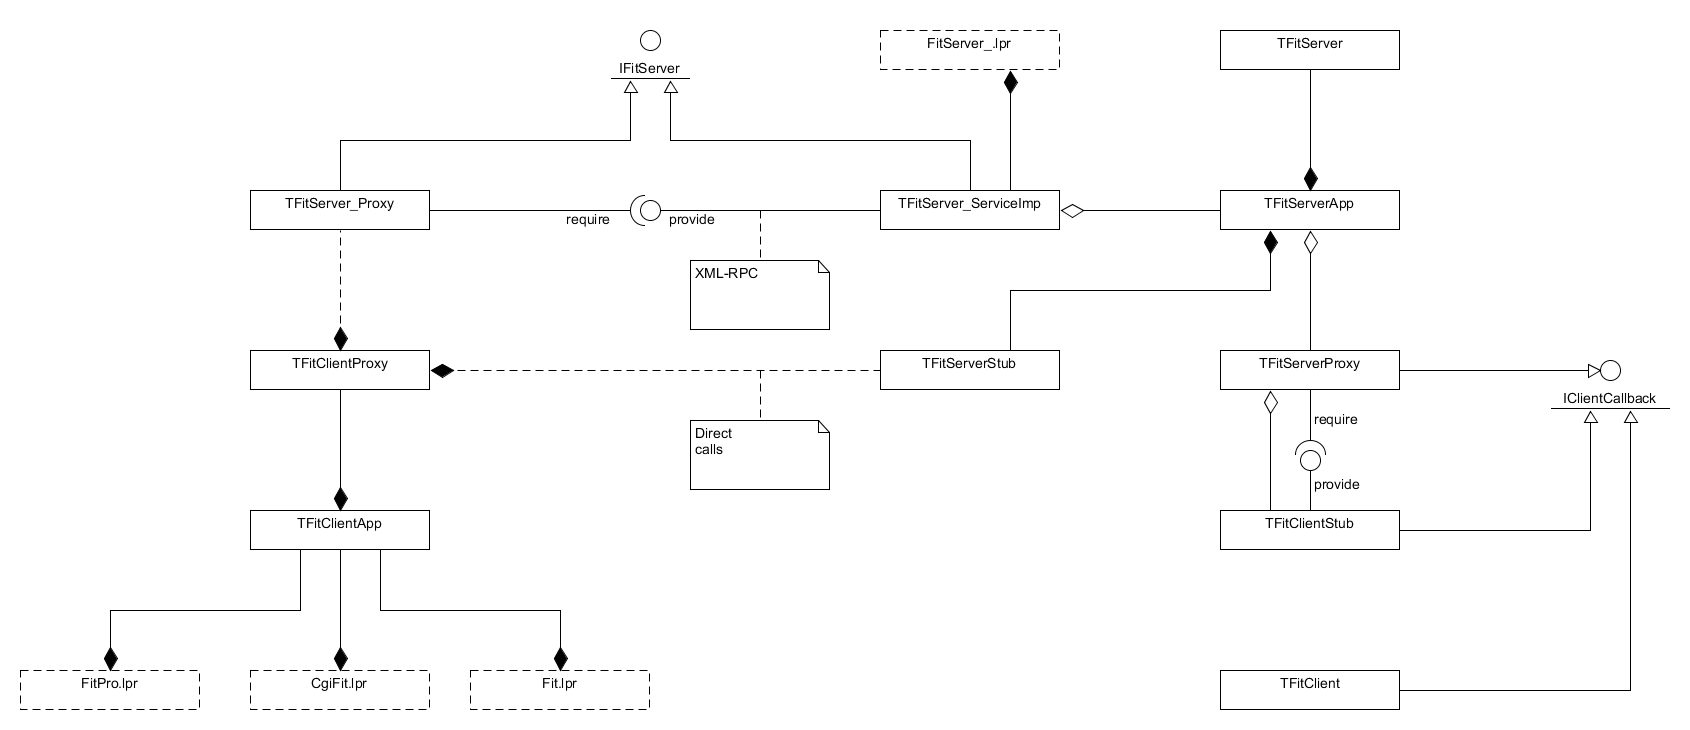 FitServer_.lpr
TFitServer
IFitServer
TFitServer_Proxy
require
provide
TFitServer_ServiceImp
TFitServerApp
XML-RPC
TFitClientProxy
TFitServerStub
TFitServerProxy
IClientCallback
Direct
calls
require
provide
TFitClientApp
TFitClientStub
FitPro.lpr
CgiFit.lpr
Fit.lpr
TFitClient